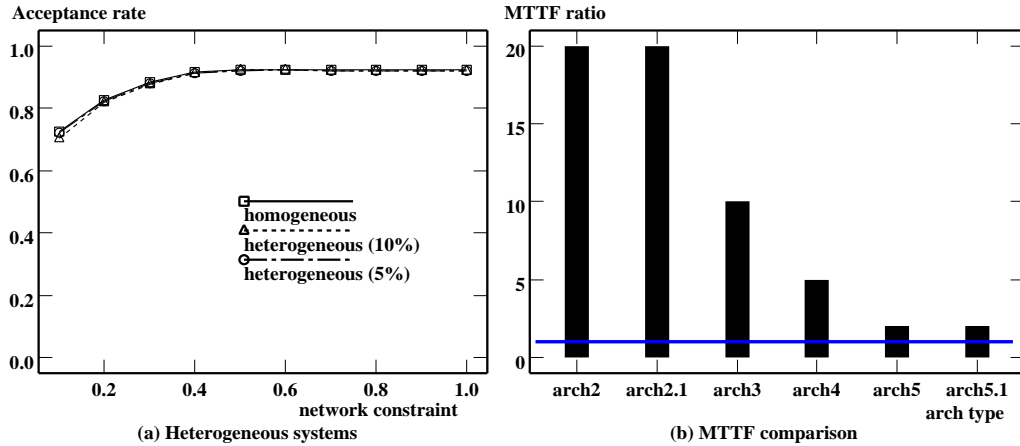 Acceptance rate
1.0
0.8
0.6
0.4
0.2
0.0
homogeneous
heterogeneous (10%)
heterogeneous (5%)
0.2 0.4 0.6 0.8 1.0
network constraint
(a) Heterogeneous systems
MTTF ratio
20
15
10
5
0
arch2 arch2.1 arch3 arch4 arch5 arch5.1
arch type
(b) MTTF comparison